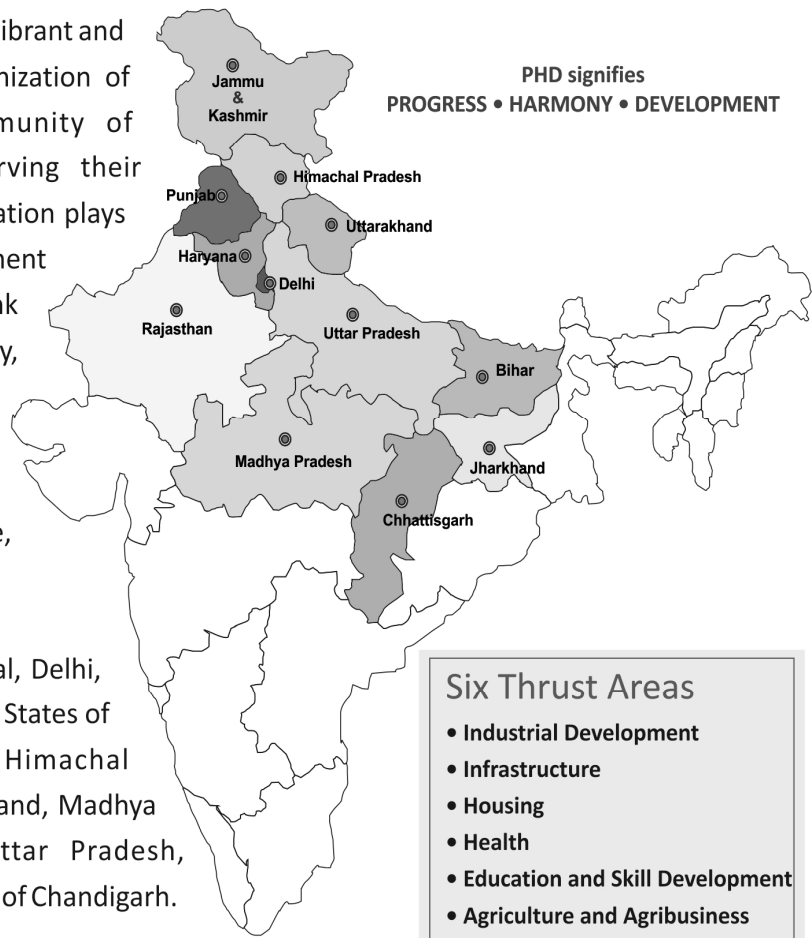 ibrant and
nization of
munity of
rving their
ation plays
nent
nk
y,
e,
al, Delhi,
States of
Himachal
and, Madhya
ttar Pradesh,
of Chandigarh.
PHD signifies
PROGRESS • HARMONY • DEVELOPMENT
Jammu
&
Kashmir
Himachal Pradesh
Punjab
Uttarakhand
Haryana
Delhi
Rajasthan
Uttar Pradesh
Bihar
Madhya Pradesh
Jharkhand
Chhattisgarh
Six Thrust Areas
• Industrial Development
• Infrastructure
• Housing
• Health
• Education and Skill Development
• Agriculture and Agribusiness